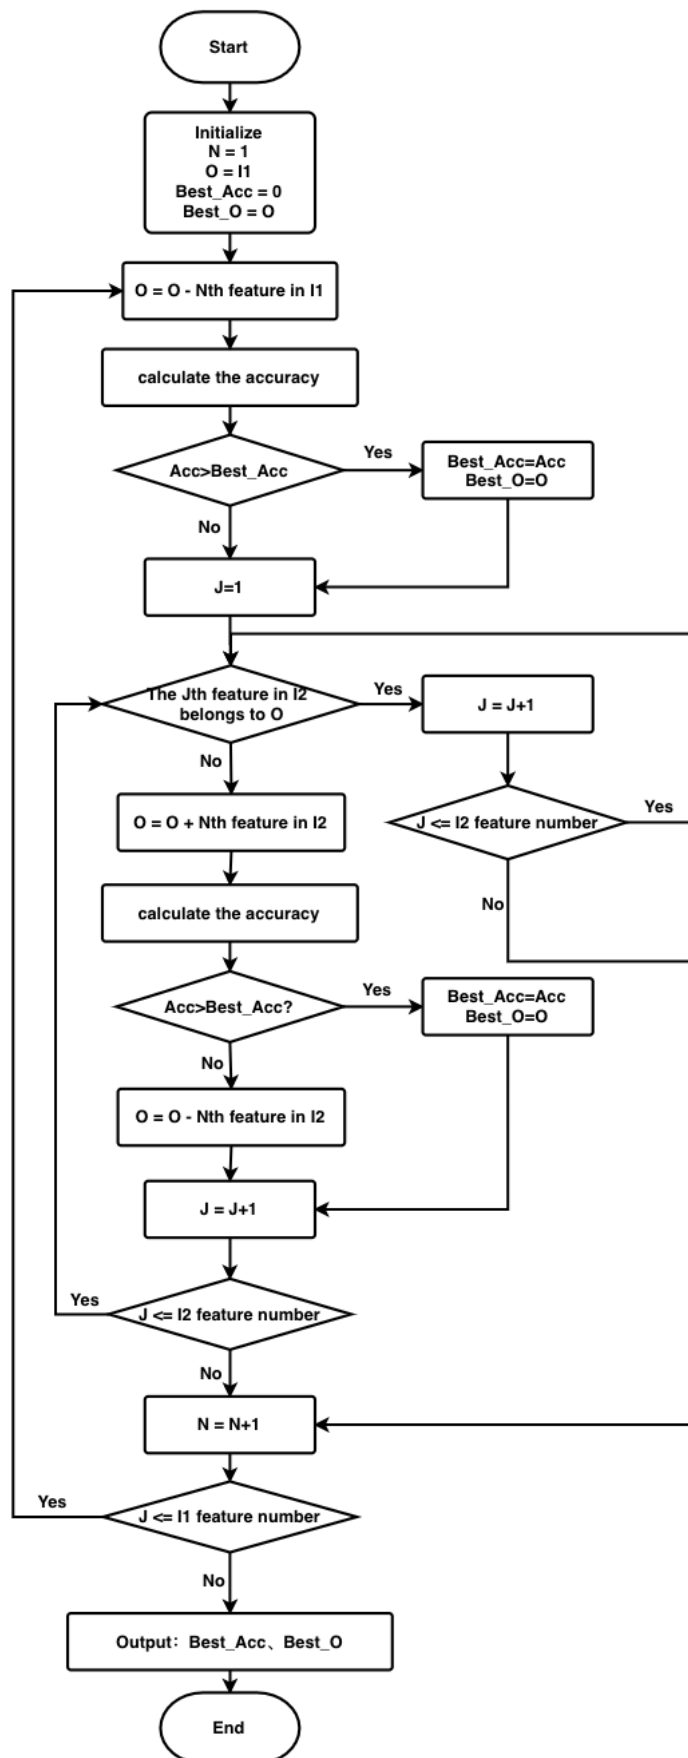 Start
Initialize
N = 1
O = I1
Best_Acc = 0
Best_O = O
O = O - Nth feature in I1
calculate the accuracy
Acc>Best_Acc
Yes
Best_Acc=Acc
Best_O=O
No
J=1
The Jth feature in I2
belongs to O
Yes
J = J+1
No
O = O + Nth feature in I2
J <= I2 feature number
Yes
No
calculate the accuracy
Acc>Best_Acc?
Yes
Best_Acc=Acc
Best_O=O
No
O = O - Nth feature in I2
J = J+1
J <= I2 feature number
Yes
No
N = N+1
J <= I1 feature number
Yes
No
Output：Best_Acc、Best_O
End